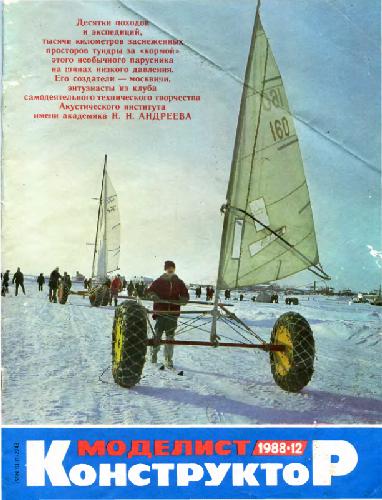 Десятки походов
и экспедиций,
тысячи километров заснеженных
просторов тундры за «кормой»
этого необычного парусника
на шинах низкого давления.
Его создатели — москвичи,
энтузиасты из клуба
самодеятельного технического творчества
Акустического института
имени академика Н. Н. АНДРЕЕВА
160
МОДЕЛИСТ 1988·12
КОНСТРУКТОР